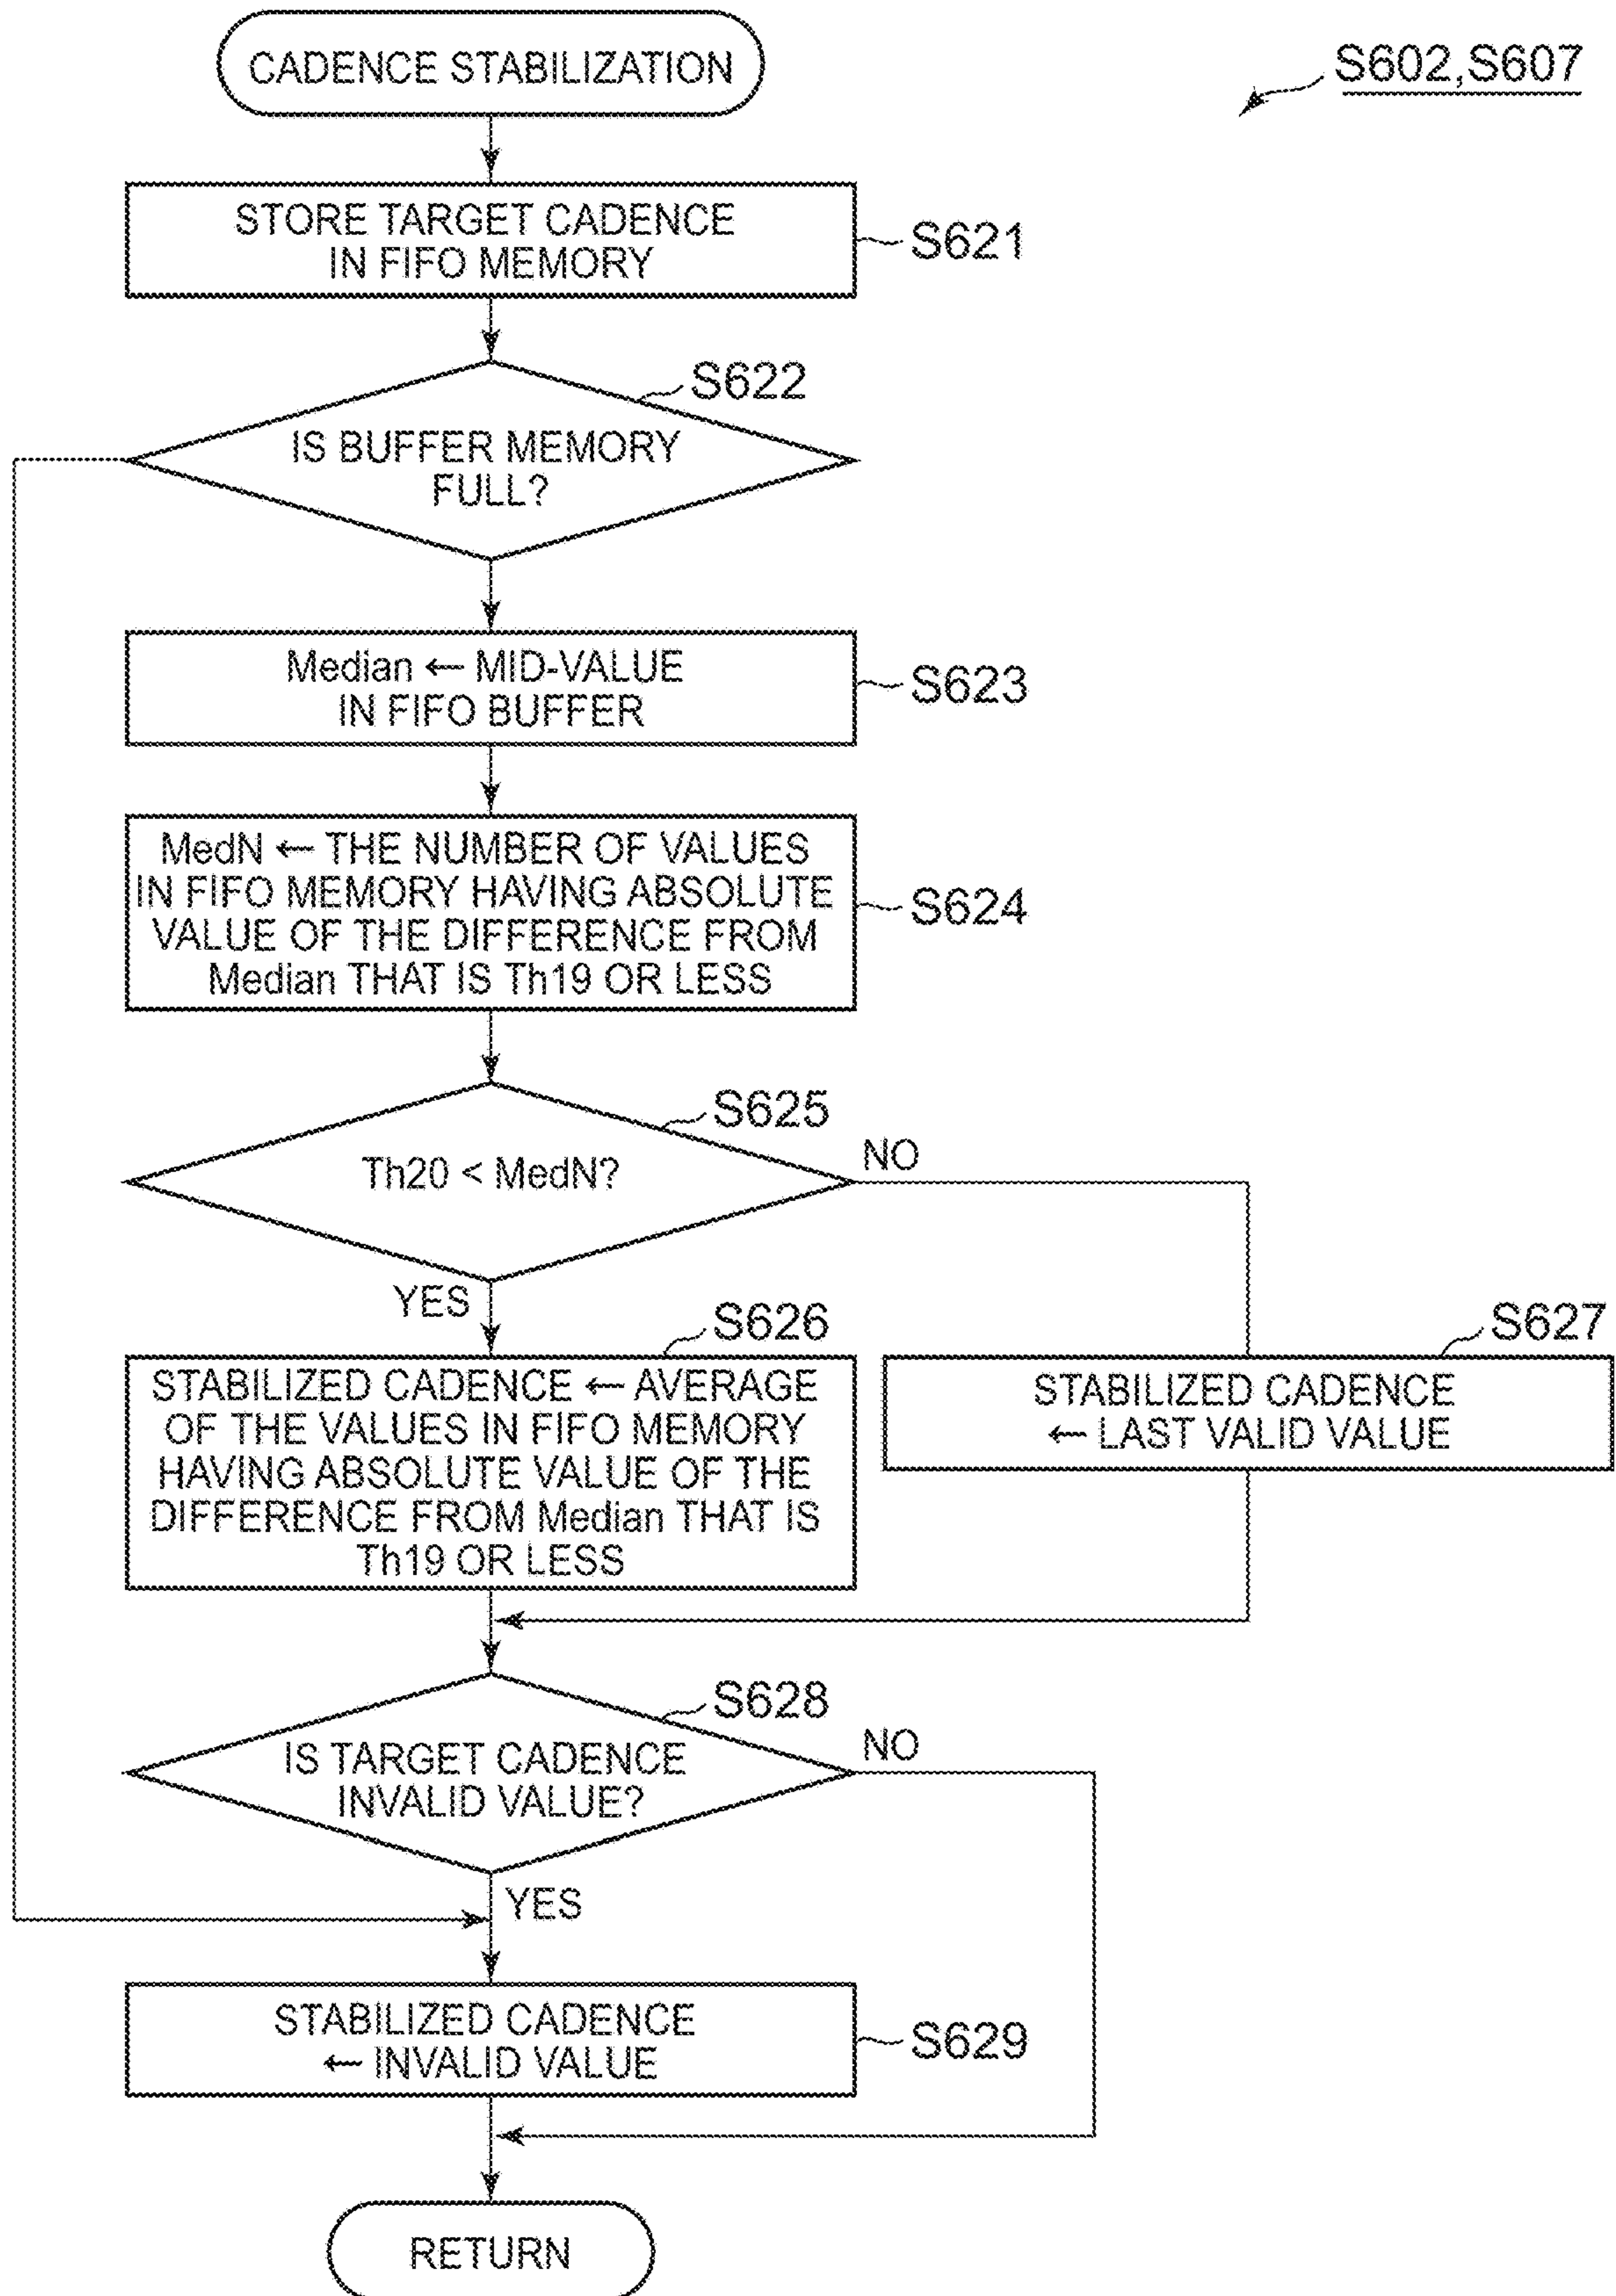 CADENCE STABILIZATION
S602,S607
STORE TARGET CADENCE
IN FIFO MEMORY
S621
S622
IS BUFFER MEMORY
FULL?
Median ← MID-VALUE
IN FIFO BUFFER
S623
MedN ← THE NUMBER OF VALUES
IN FIFO MEMORY HAVING ABSOLUTE
VALUE OF THE DIFFERENCE FROM
Median THAT IS Th19 OR LESS
S624
S625
Th20 < MedN?
NO
YES
S626
STABILIZED CADENCE ← AVERAGE
OF THE VALUES IN FIFO MEMORY
HAVING ABSOLUTE VALUE OF THE
DIFFERENCE FROM Median THAT IS
Th19 OR LESS
S627
STABILIZED CADENCE
← LAST VALID VALUE
S628
IS TARGET CADENCE
INVALID VALUE?
NO
YES
STABILIZED CADENCE
← INVALID VALUE
S629
RETURN